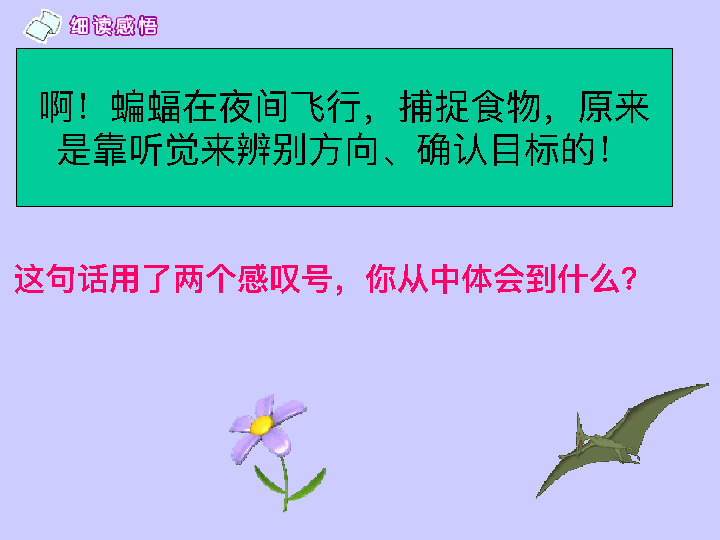 细读感悟
啊！蝙蝠在夜间飞行，捕捉食物，原来
是靠听觉来辨别方向、确认目标的！
这句话用了两个感叹号，你从中体会到什么？